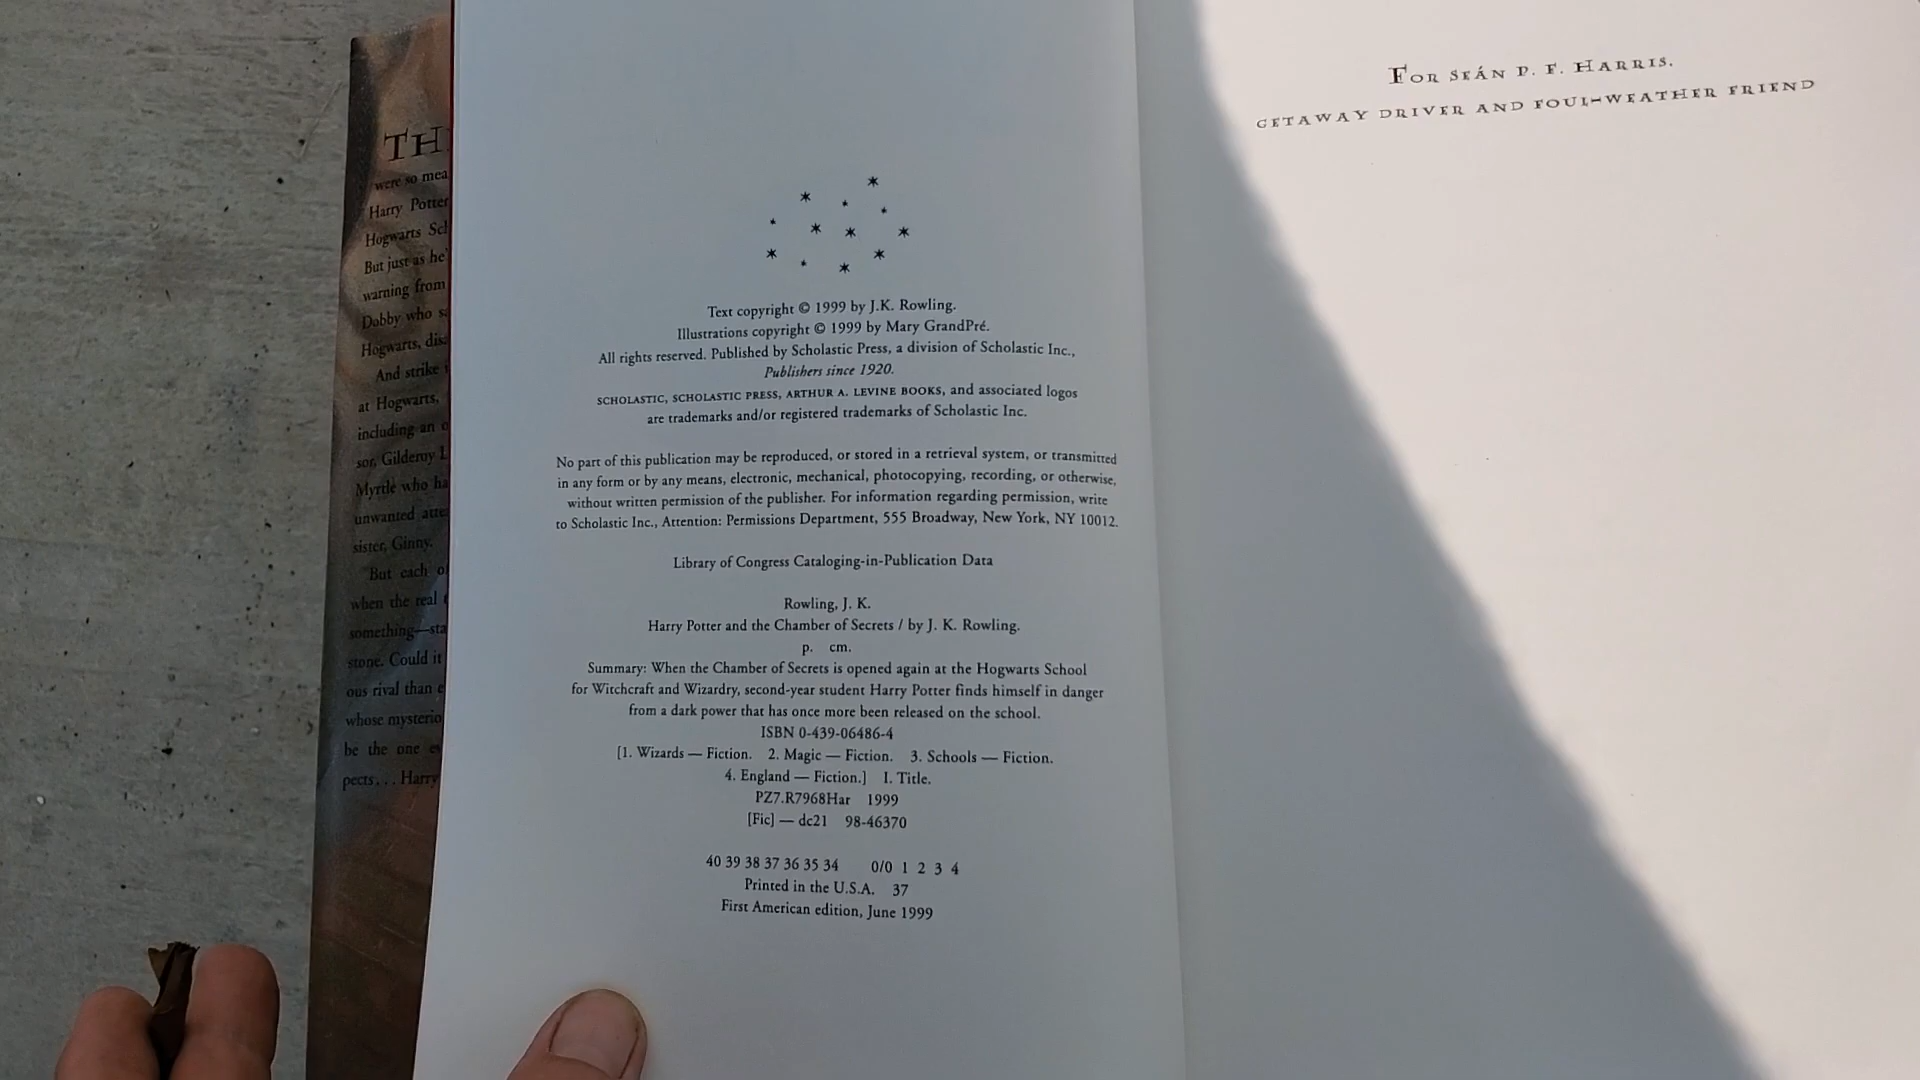 TH
were so mea
Harry Potter
Hogwarts Sch
But just as he'
warning from
Dobby who s
Hogwarts, dis
And strike
at Hogwarts,
including an o
sor, Gilderoy L
Myrtle who ha
unwanted atte
sister, Ginny.
But each o
when the real
something—sta
stone. Could it
ous rival than e
whose mysterio
be the one e
pects... Harry
Text copyright © 1999 by J.K. Rowling.
Illustrations copyright © 1999 by Mary GrandPré.
All rights reserved. Published by Scholastic Press, a division of Scholastic Inc.,
Publishers since 1920.
SCHOLASTIC, SCHOLASTIC PRESS, ARTHUR A. LEVINE BOOKS, and associated logos
are trademarks and/or registered trademarks of Scholastic Inc.
No part of this publication may be reproduced, or stored in a retrieval system, or transmitted
in any form or by any means, electronic, mechanical, photocopying, recording, or otherwise,
without written permission of the publisher. For information regarding permission, write
to Scholastic Inc., Attention: Permissions Department, 555 Broadway, New York, NY 10012.
Library of Congress Cataloging-in-Publication Data
Rowling, J. K.
Harry Potter and the Chamber of Secrets / by J. K. Rowling.
p. cm.
Summary: When the Chamber of Secrets is opened again at the Hogwarts School
for Witchcraft and Wizardry, second-year student Harry Potter finds himself in danger
from a dark power that has once more been released on the school.
ISBN 0-439-06486-4
[1. Wizards — Fiction. 2. Magic — Fiction. 3. Schools — Fiction.
4. England — Fiction.] I. Title.
PZ7.R7968Har 1999
[Fic] — dc21 98-46370
40 39 38 37 36 35 34 0/0 1 2 3 4
Printed in the U.S.A. 37
First American edition, June 1999
FOR SEÁN P. F. HARRIS,
GETAWAY DRIVER AND FOUL-WEATHER FRIEND